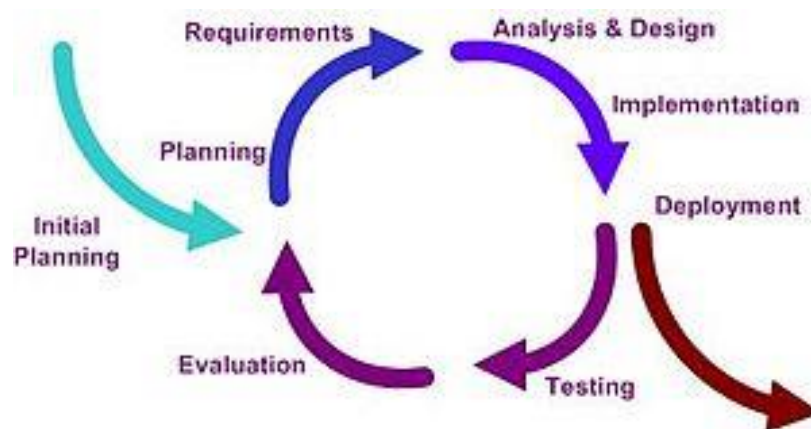 Requirements
Analysis & Design
Implementation
Planning
Deployment
Initial
Planning
Evaluation
Testing